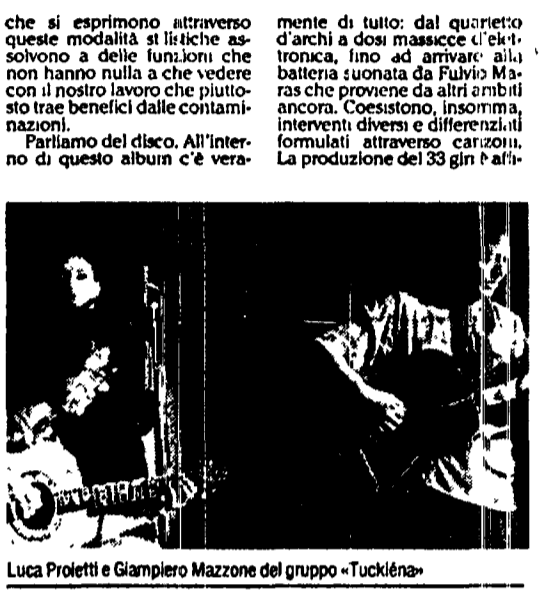 che si esprimono attraverso
queste modalità stilistiche as-
solvono a delle funzioni che
non hanno nulla a che vedere
con il nostro lavoro che piutto-
sto trae benefici dalle contami-
nazioni.
Parliamo del disco. All'inter-
no di questo album c'è vera-
mente di tutto: dal quartetto
d'archi a dosi massicce d'elet-
tronica, fino ad arrivare alla
batteria suonata da Fulvio Ma-
ras che proviene da altri ambiti
ancora. Coesistono, insomma,
interventi diversi e differenziati
formulati attraverso canzoni.
La produzione del 33 giri è affi-
Luca Proietti e Giampiero Mazzone del gruppo «Tuckiéna»